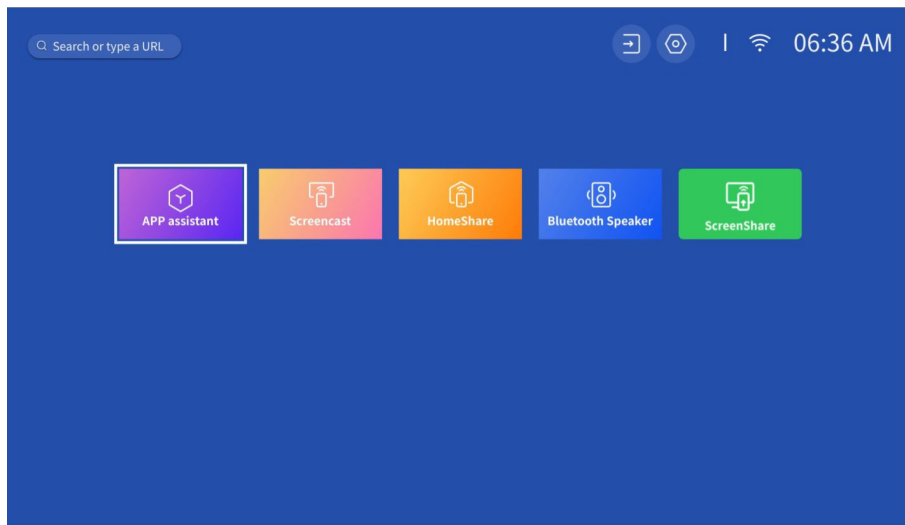 Search or type a URL
06:36 AM
APP assistant
Screencast
HomeShare
Bluetooth Speaker
ScreenShare